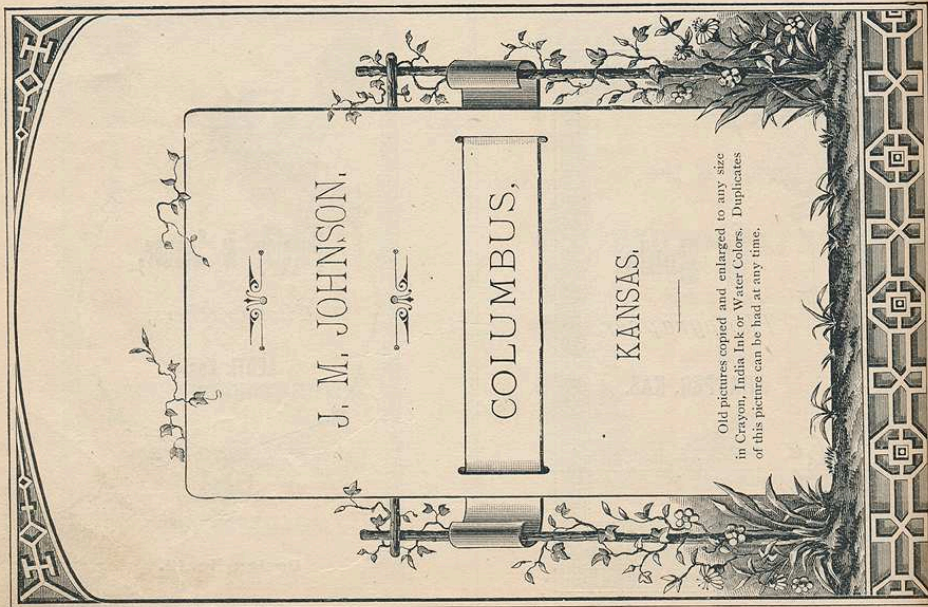 J. M. JOHNSON.
COLUMBUS,
KANSAS.
Old pictures copied and enlarged to any size
in Crayon, India Ink or Water Colors. Duplicates
of this picture can be had at any time.